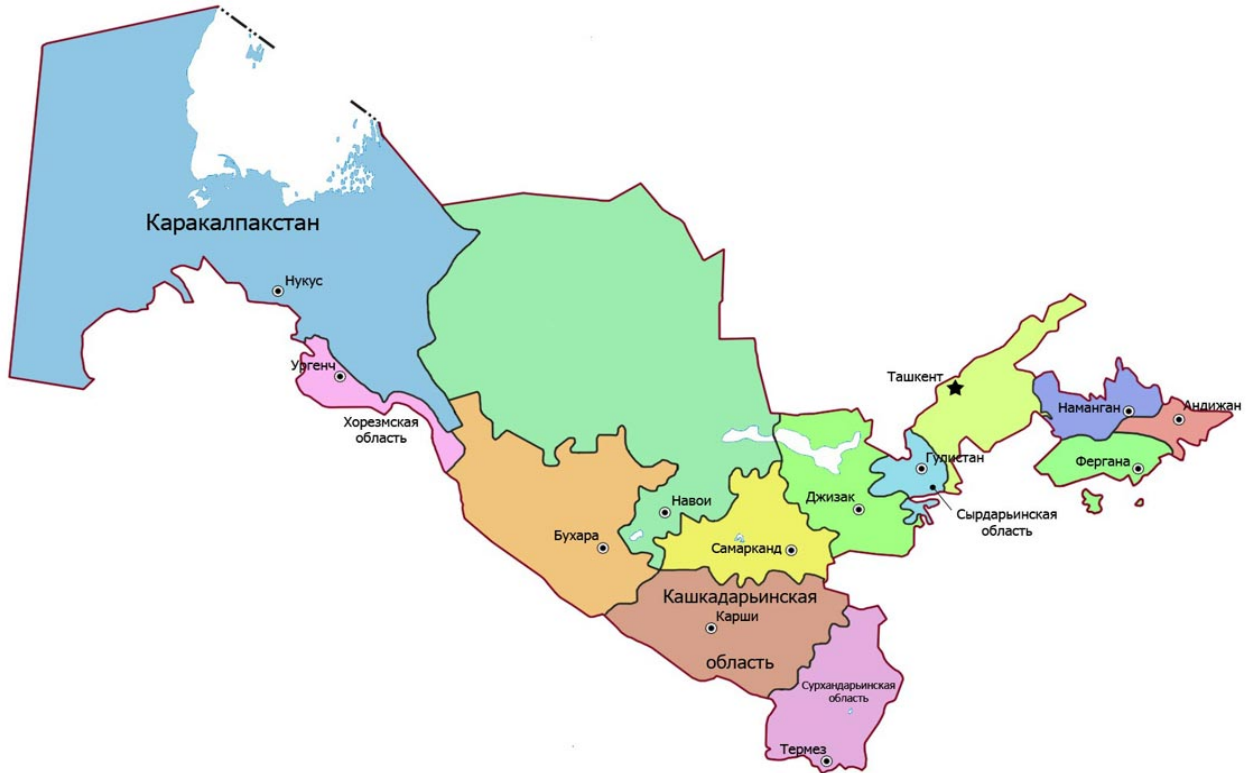 Каракалпакстан
Нукус
Ургенч
Хорезмская
область
Ташкент
Наманган
Андижан
Фергана
Гулистан
Сырдарьинская
область
Джизак
Навои
Самарканд
Бухара
Кашкадарьинская
Карши
область
Сурхандарьинская
область
Термез